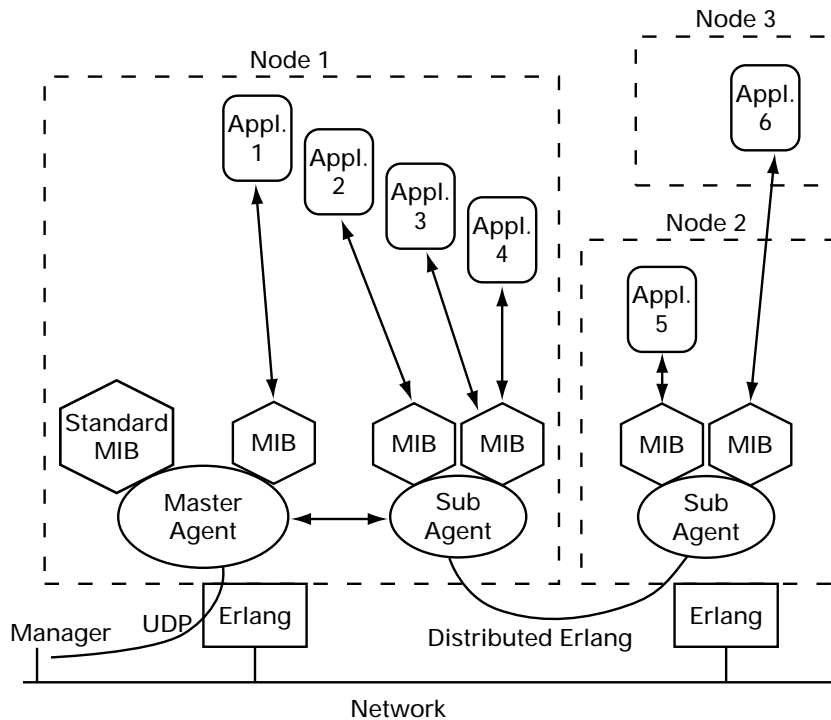 Node 3
Node 1
Appl.
6
Appl.
1
Appl.
2
Appl.
3
Appl.
4
Node 2
Appl.
5
Standard
MIB
MIB
MIB
MIB
MIB
MIB
Master
Agent
Sub
Agent
Sub
Agent
Manager
UDP
Erlang
Distributed Erlang
Erlang
Network